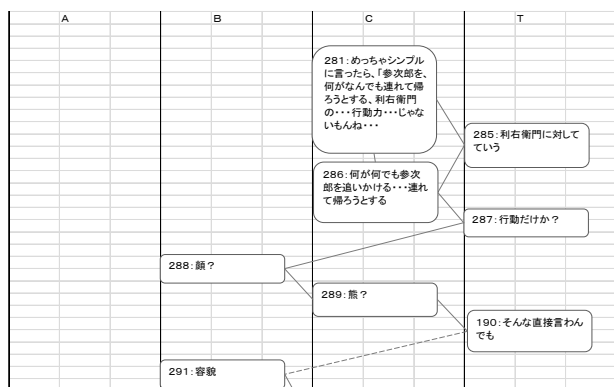 A B C T
281：めっちゃシンプル
に言ったら、「参次郎を、
何がなんでも連れて帰
ろうとする、利右衛門
の・・・行動力・・・じゃな
いもんね・・・
285：利右衛門に対して
ていう
286：何が何でも参次
郎を追いかける・・・連れ
て帰ろうとする
287：行動だけか？
288：顔？
289：熊？
190：そんな直接言わん
でも
291：容貌